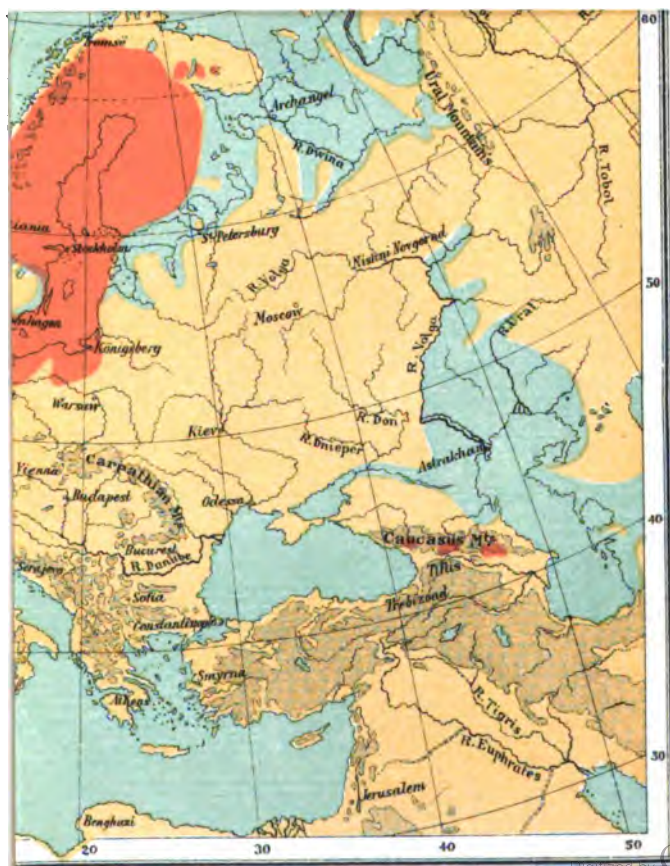 60
Tromsö
Ural Mountains
Archangel
R. Dwina
R. Tobol
Stockholm
St. Petersburg
Nishni Novgorod
R. Volga
50
Moscow
R. Volga
R. Ural
Königsberg
Warsaw
R. Don
Kiev
R. Dnieper
Astrakhan
Vienna
Carpathian Mts.
Budapest
Odessa
40
Caucasus Mts.
Bucurest
R. Danube
Tiflis
Serajevo
Sofia
Trebizond
Constantinople
Smyrna
R. Tigris
Athens
R. Euphrates
30
Jerusalem
Benghazi
20
30
40
50